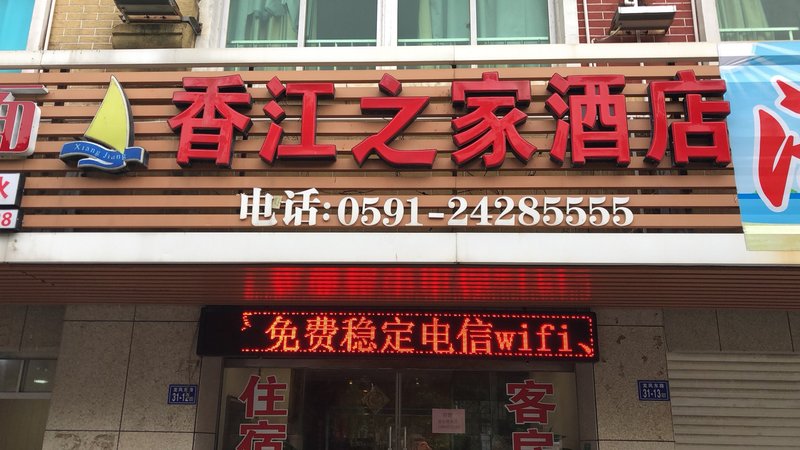 香江之家酒店
Xiang Jiang
电话:0591-24285555
免费稳定电信wifi、
住宿
客房
31-12
31-13